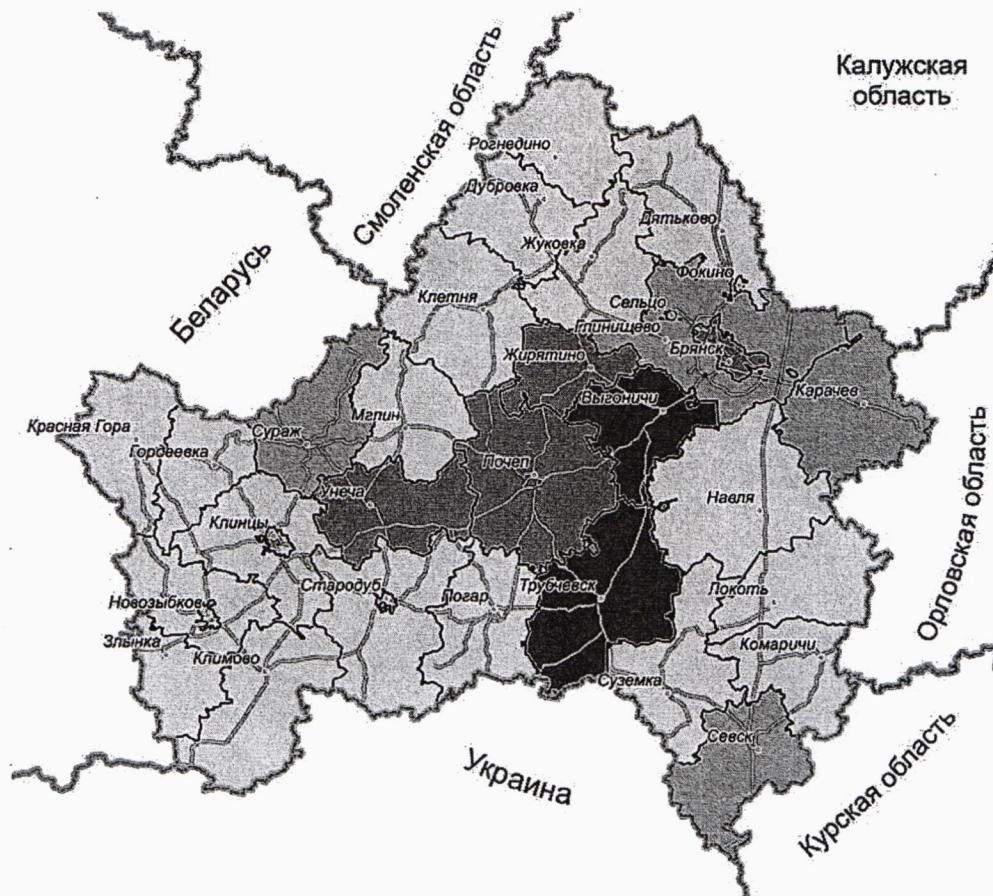 Калужская
область
Смоленская область
Беларусь
Рогнедино
Дубровка
Дятьково
Жуковка
Фокино
Клетня
Сельцо
Глинищево
Брянск
Жирятино
Карачев
Выгоничи
Мглин
Красная Гора
Сураж
Гордеевка
Почеп
Унеча
Навля
Клинцы
Орловская область
Стародуб
Трубчевск
Погар
Локоть
Новозыбков
Злынка
Комаричи
Климово
Суземка
Севск
Украина
Курская область